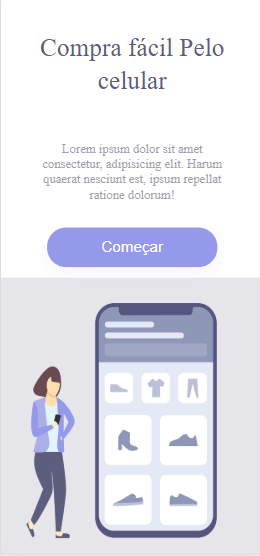 Compra fácil Pelo
celular
Lorem ipsum dolor sit amet
consectetur, adipisicing elit. Harum
quaerat nesciunt est, ipsum repellat
ratione dolorum!
Começar